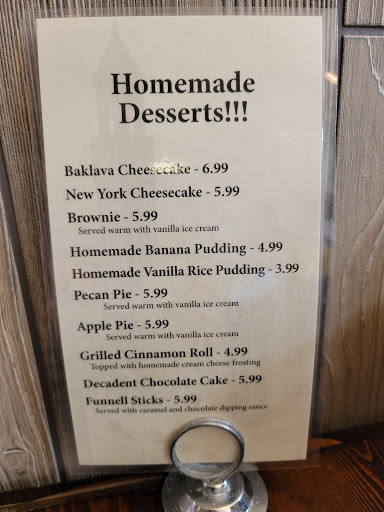 Homemade
Desserts!!!
Baklava Cheesecake - 6.99
New York Cheesecake - 5.99
Brownie - 5.99
Served warm with vanilla ice cream
Homemade Banana Pudding - 4.99
Homemade Vanilla Rice Pudding - 3.99
Pecan Pie - 5.99
Served warm with vanilla ice cream
Apple Pie - 5.99
Served warm with vanilla ice cream
Grilled Cinnamon Roll - 4.99
Topped with homemade cream cheese frosting
Decadent Chocolate Cake - 5.99
Funnell Sticks - 5.99
Served with caramel and chocolate dipping sauce